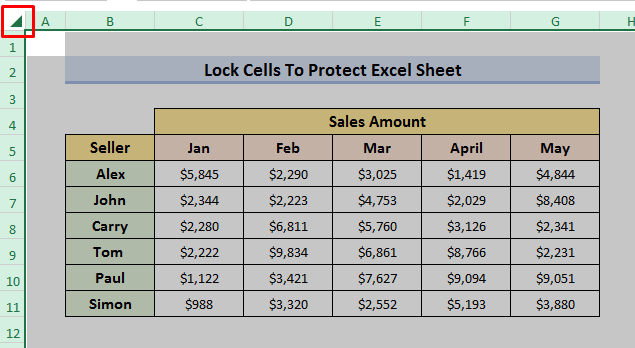 A B C D E F G H
1
2 Lock Cells To Protect Excel Sheet
3
4 Sales Amount
5 Seller Jan Feb Mar April May
6 Alex $5,845 $2,290 $3,025 $1,419 $4,844
7 John $2,344 $2,223 $4,753 $2,029 $8,408
8 Carry $2,280 $6,811 $5,760 $3,126 $2,341
9 Tom $2,222 $9,834 $6,861 $8,766 $2,231
10 Paul $1,122 $3,421 $7,627 $9,094 $9,051
11 Simon $988 $3,320 $2,552 $5,193 $3,880
12